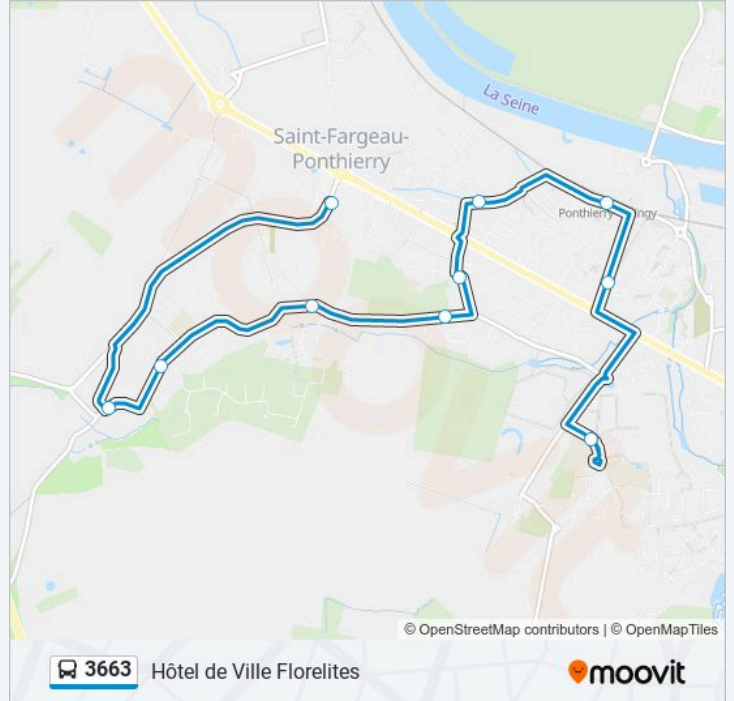 La Seine
Saint-Fargeau-
Ponthierry
© OpenStreetMap contributors | © OpenMapTiles
3663 Hôtel de Ville Florelites
moovit